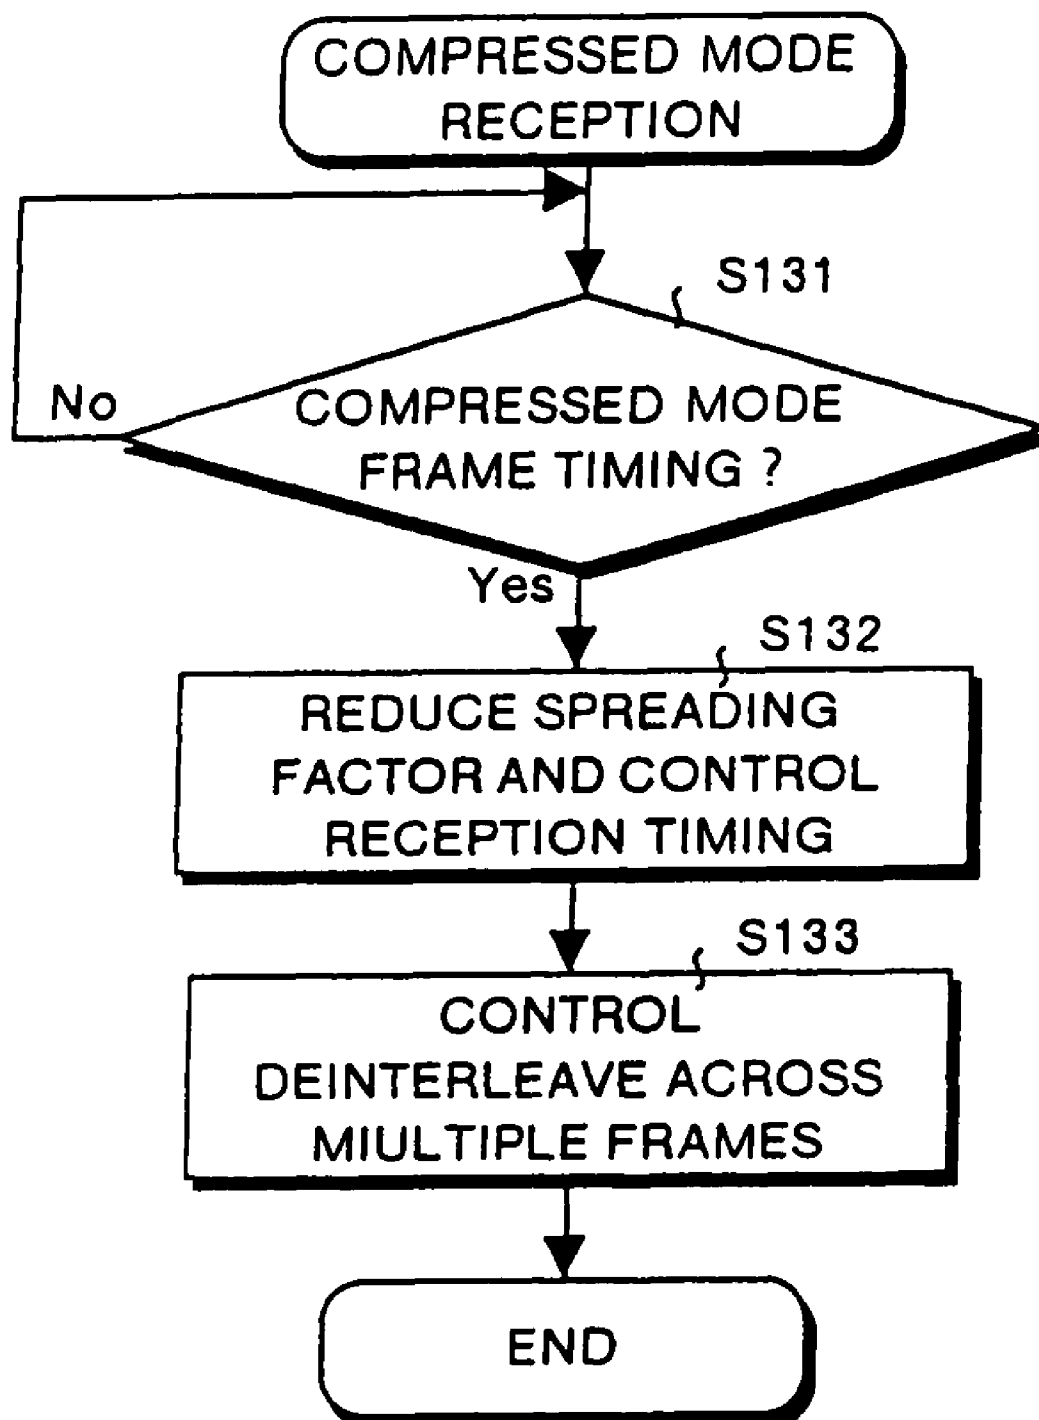 COMPRESSED MODE
RECEPTION
S131
No
COMPRESSED MODE
FRAME TIMING ?
Yes
S132
REDUCE SPREADING
FACTOR AND CONTROL
RECEPTION TIMING
S133
CONTROL
DEINTERLEAVE ACROSS
MIULTIPLE FRAMES
END